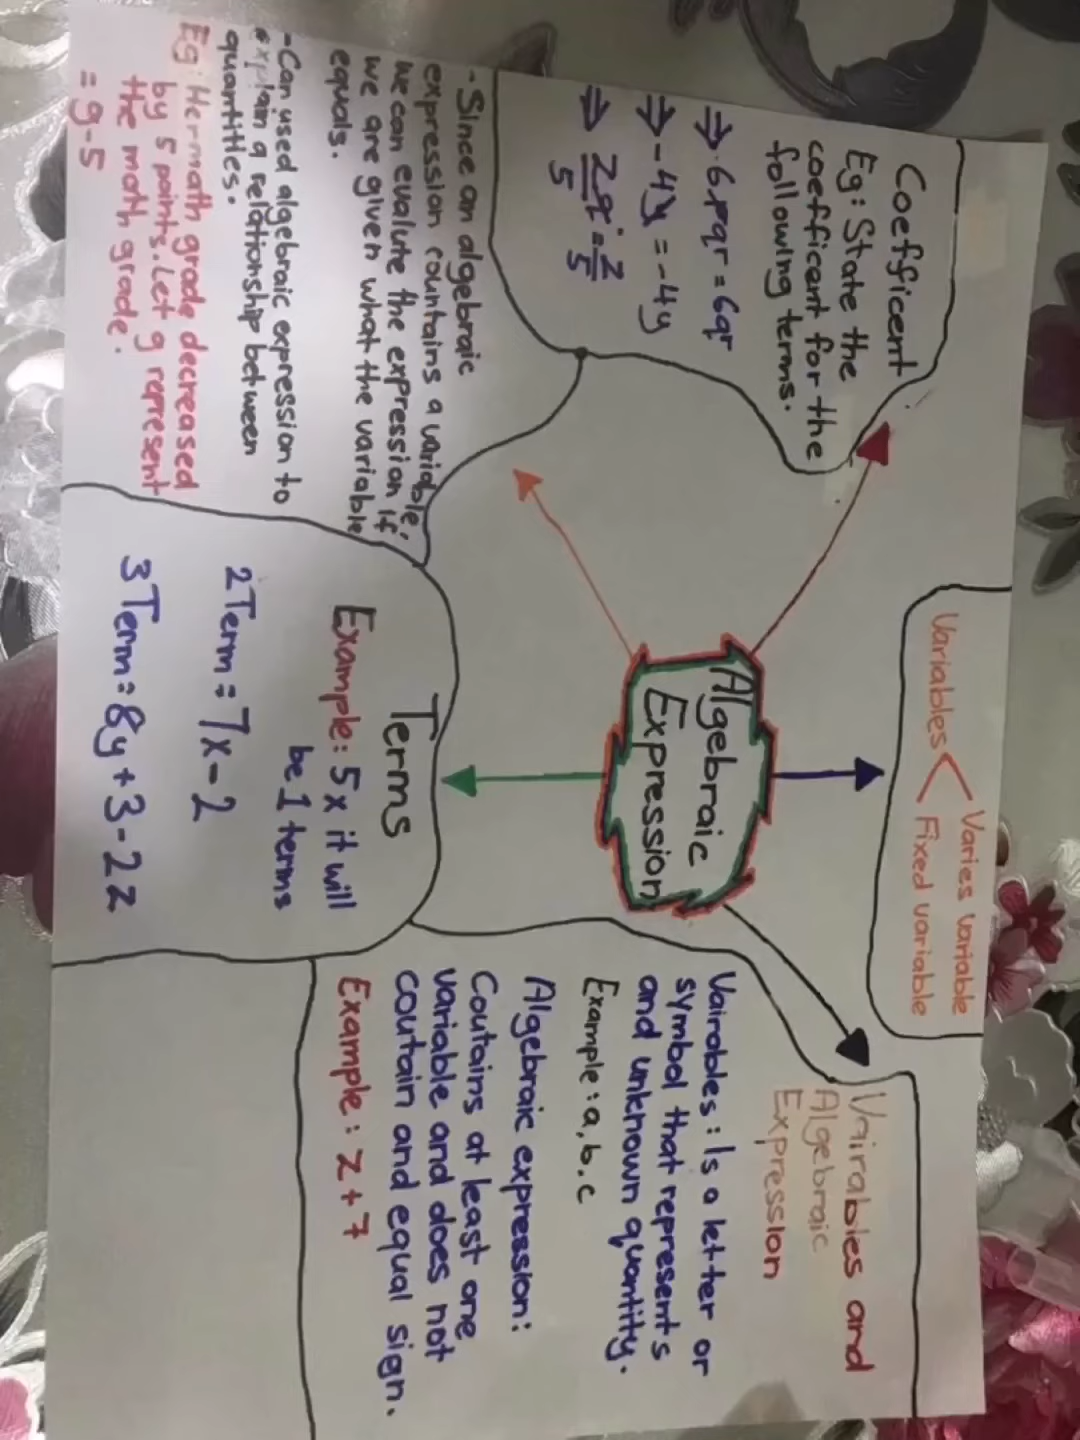 Coefficent
Eg: State the
coefficent for the
following terms.
⇒ 6pqr = 6qr
⇒ -4y = -4y
⇒ 2q/5 = 2/5
- Since an algebraic
expression countains a variable,
we can evalute the expression if
we are given what the variable
equals.
- Can used algebraic expression to
explain a relationship between
quantities.
Eg: Her math grade decreased
by 5 points. Let g represent
the math grade.
= g-5
Algebraic
Expression
Variables < Varies variable
Fixed variable
Terms
Example: 5x it will
be 1 terms
2 Term = 7x - 2
3 Term = 8y + 3 - 2z
Vairables and
Algebraic
Expression
Vairables: Is a letter or
symbol that represents
and unknown quantity.
Example: a, b, c
Algebraic expression:
Coutains at least one
variable and does not
coutain and equal sign.
Example: z + 7